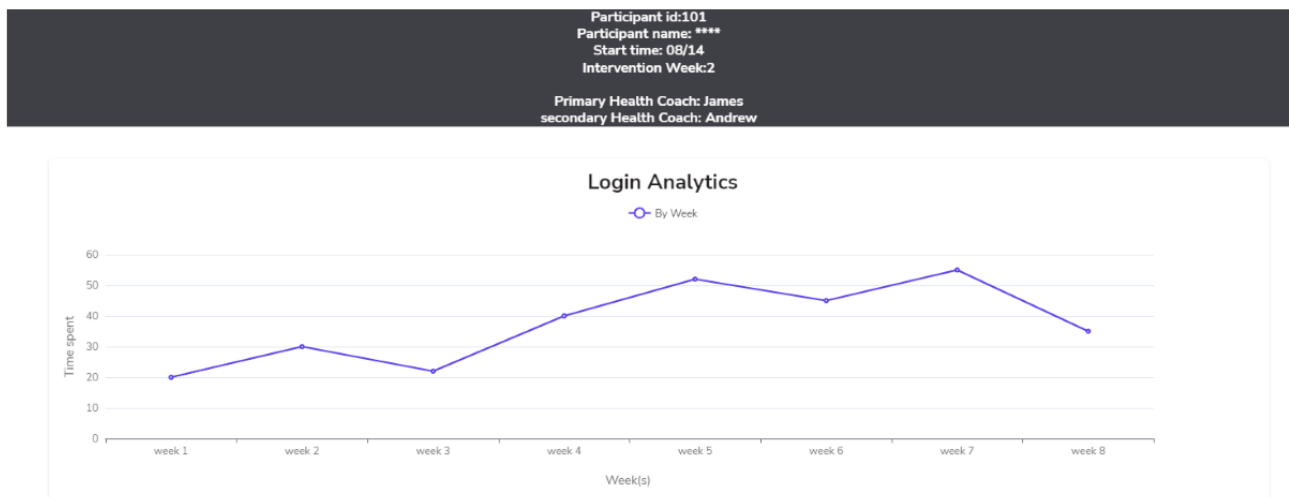 Participant id:101
Participant name: ****
Start time: 08/14
Intervention Week:2
Primary Health Coach: James
secondary Health Coach: Andrew
Login Analytics
By Week
60
50
40
30
20
10
0
Time spent
week 1 week 2 week 3 week 4 week 5 week 6 week 7 week 8
Week(s)